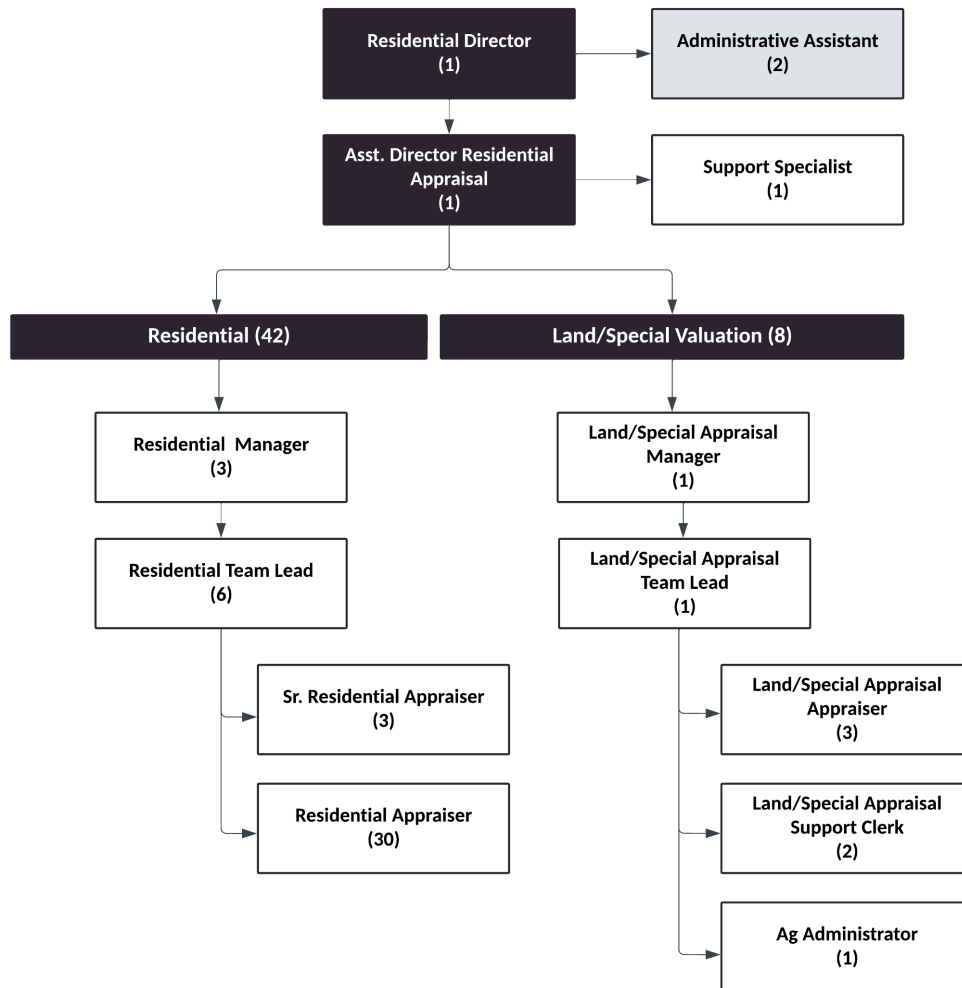 Residential Director
(1)
Administrative Assistant
(2)
Asst. Director Residential
Appraisal
(1)
Support Specialist
(1)
Residential (42)
Land/Special Valuation (8)
Residential  Manager
(3)
Land/Special Appraisal
Manager
(1)
Residential Team Lead
(6)
Land/Special Appraisal
Team Lead
(1)
Sr. Residential Appraiser
(3)
Land/Special Appraisal
Appraiser
(3)
Residential Appraiser
(30)
Land/Special Appraisal
Support Clerk
(2)
Ag Administrator
(1)